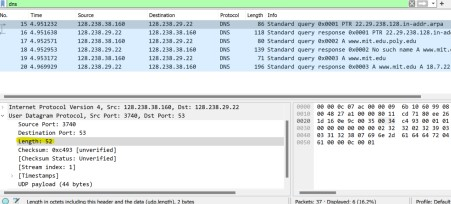 dns
No. Time Source Destination Protocol Length Info
15 4.951232 128.238.38.160 128.238.29.22 DNS 86 Standard query 0x0001 PTR 22.29.238.128.in-addr.arpa
16 4.951638 128.238.29.22 128.238.38.160 DNS 118 Standard query response 0x0001 PTR 22.29.238.128.in-ad
17 4.952571 128.238.38.160 128.238.29.22 DNS 80 Standard query 0x0002 A www.mit.edu.poly.edu
18 4.952953 128.238.29.22 128.238.38.160 DNS 139 Standard query response 0x0002 No such name A www.mit.
19 4.953172 128.238.38.160 128.238.29.22 DNS 71 Standard query 0x0003 A www.mit.edu
20 4.969929 128.238.29.22 128.238.38.160 DNS 196 Standard query response 0x0003 A www.mit.edu A 18.7.22
Internet Protocol Version 4, Src: 128.238.38.160, Dst: 128.238.29.22
User Datagram Protocol, Src Port: 3740, Dst Port: 53
Source Port: 3740
Destination Port: 53
Length: 52
Checksum: 0xc493 [unverified]
[Checksum Status: Unverified]
[Stream index: 1]
[Timestamps]
UDP payload (44 bytes)
0000 00 00 0c 07 ac 00 00 09 6b 10 60 99 08
0010 00 48 27 a1 00 00 80 11 cd 71 80 ee 26
0020 1d 16 0e 9c 00 35 00 34 c4 93 00 01 01
0030 00 00 00 00 00 00 02 32 32 02 32 39 03
0040 03 31 32 38 07 69 6e 2d 61 64 64 72 04
0050 61 00 00 0c 00 01
Length in octets including this header and the data (udp.length), 2 bytes
Packets: 37 · Displayed: 6 (16.2%)
Profile: Default